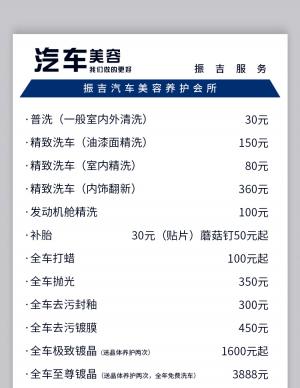 汽车美容
我们做的更好
振吉服务
振吉汽车美容养护会所
·普洗（一般室内外清洗） 30元
·精致洗车（油漆面精洗） 150元
·精致洗车（室内精洗） 80元
·精致洗车（内饰翻新） 360元
·发动机舱精洗 100元
·补胎 30元（贴片）蘑菇钉50元起
·全车打蜡 100元起
·全车抛光 350元
·全车去污封釉 300元
·全车去污镀膜 450元
·全车极致镀晶（送晶体养护两次） 1600元起
·全车至尊镀晶（送晶体养护两次，全年免费洗车） 3888元